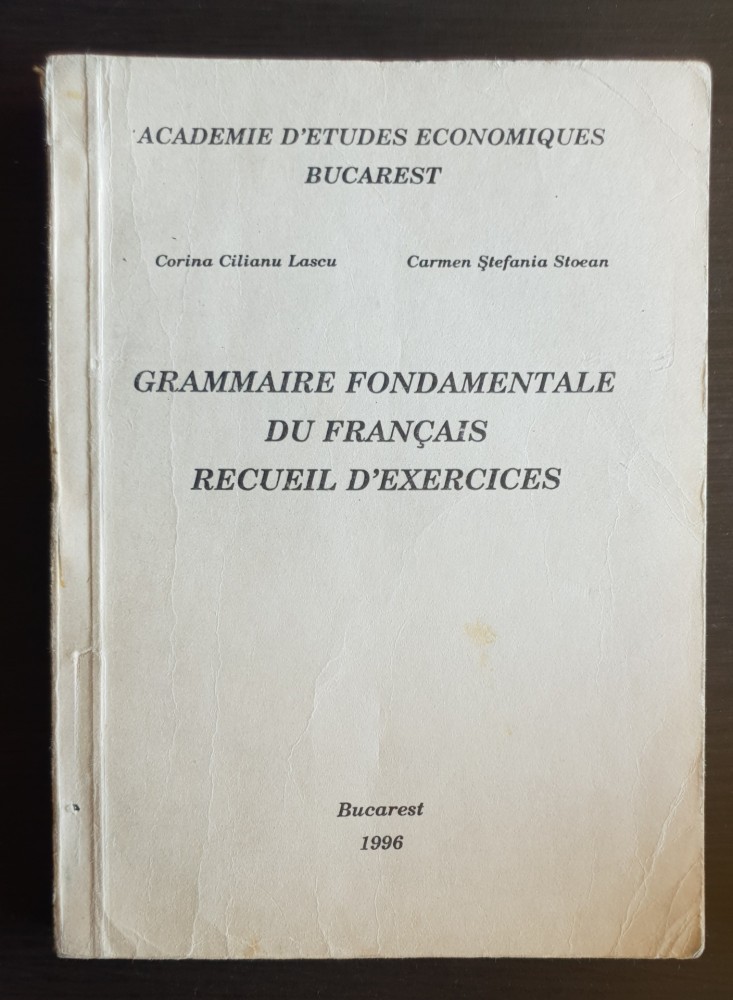 ACADEMIE D'ETUDES ECONOMIQUES
BUCAREST
Corina Cilianu Lascu Carmen Ştefania Stoean
GRAMMAIRE FONDAMENTALE
DU FRANÇAIS
RECUEIL D'EXERCICES
Bucarest
1996